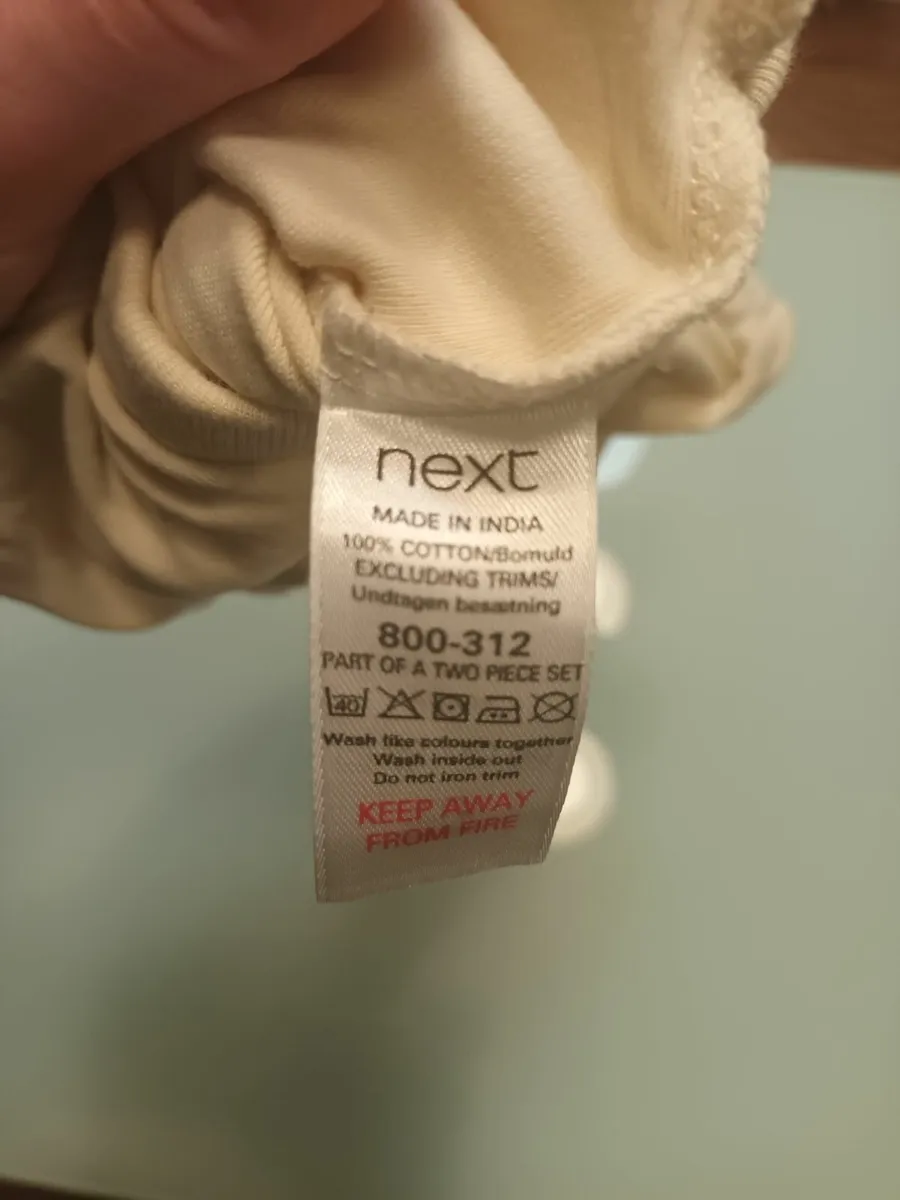 next
MADE IN INDIA
100% COTTON/Bomuld
EXCLUDING TRIMS/
Undtagen besætning
800-312
PART OF A TWO PIECE SET
40
Wash like colours together
Wash inside out
Do not iron trim
KEEP AWAY
FROM FIRE